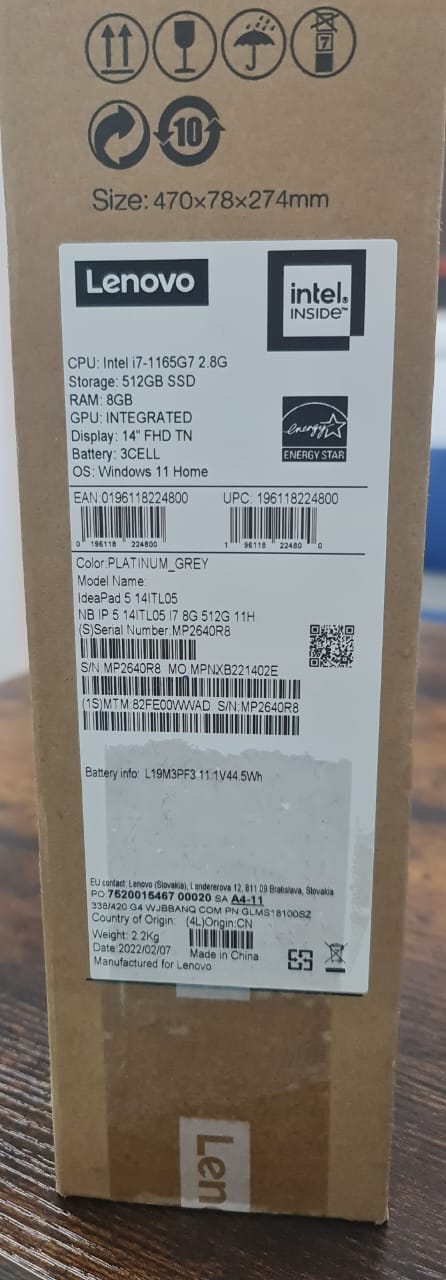 7
10
Size: 470×78×274mm
Lenovo
intel.
INSIDE™
CPU: Intel i7-1165G7 2.8G
Storage: 512GB SSD
RAM: 8GB
GPU: INTEGRATED
Display: 14" FHD TN
Battery: 3CELL
OS: Windows 11 Home
energy
ENERGY STAR
EAN:0196118224800 UPC: 196118224800
0 196118 224800 1 96118 22480 0
Color:PLATINUM_GREY
Model Name:
IdeaPad 5 14ITL05
NB IP 5 14ITL05 I7 8G 512G 11H
(S)Serial Number:MP2640R8
S/N:MP2640R8 MO:MPNXB221402E
(1S)MTM:82FE00WWAD S/N:MP2640R8
Battery info: L19M3PF3 11.1V44.5Wh
EU contact: Lenovo (Slovakia), Landererova 12, 811 09 Bratislava, Slovakia
PO 7520015467 00020 SA A4-11
338/420 G4 WJBBANQ COM PN:GLMS18100SZ
Country of Origin: (4L)Origin:CN
Weight: 2.2Kg
Date:2022/02/07 Made in China
Manufactured for Lenovo
Len